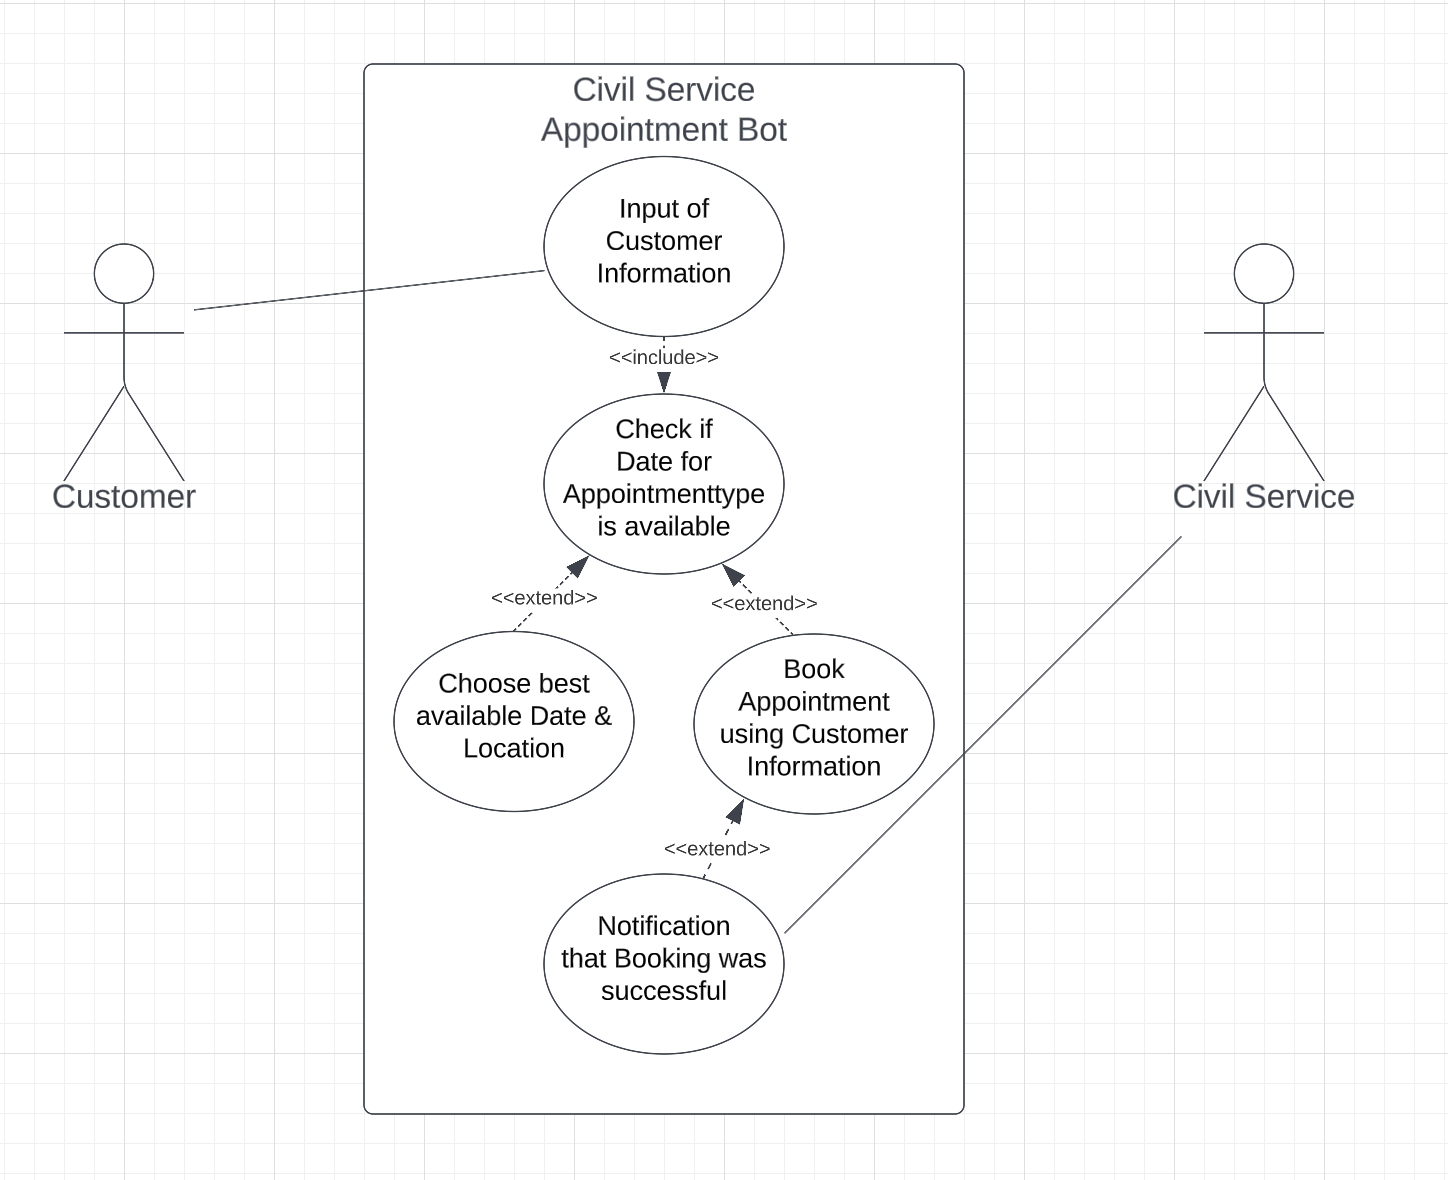 Civil Service
Appointment Bot
Input of
Customer
Information
<<include>>
Customer
Civil Service
Check if
Date for
Appointmenttype
is available
<<extend>>
<<extend>>
Choose best
available Date &
Location
Book
Appointment
using Customer
Information
<<extend>>
Notification
that Booking was
successful